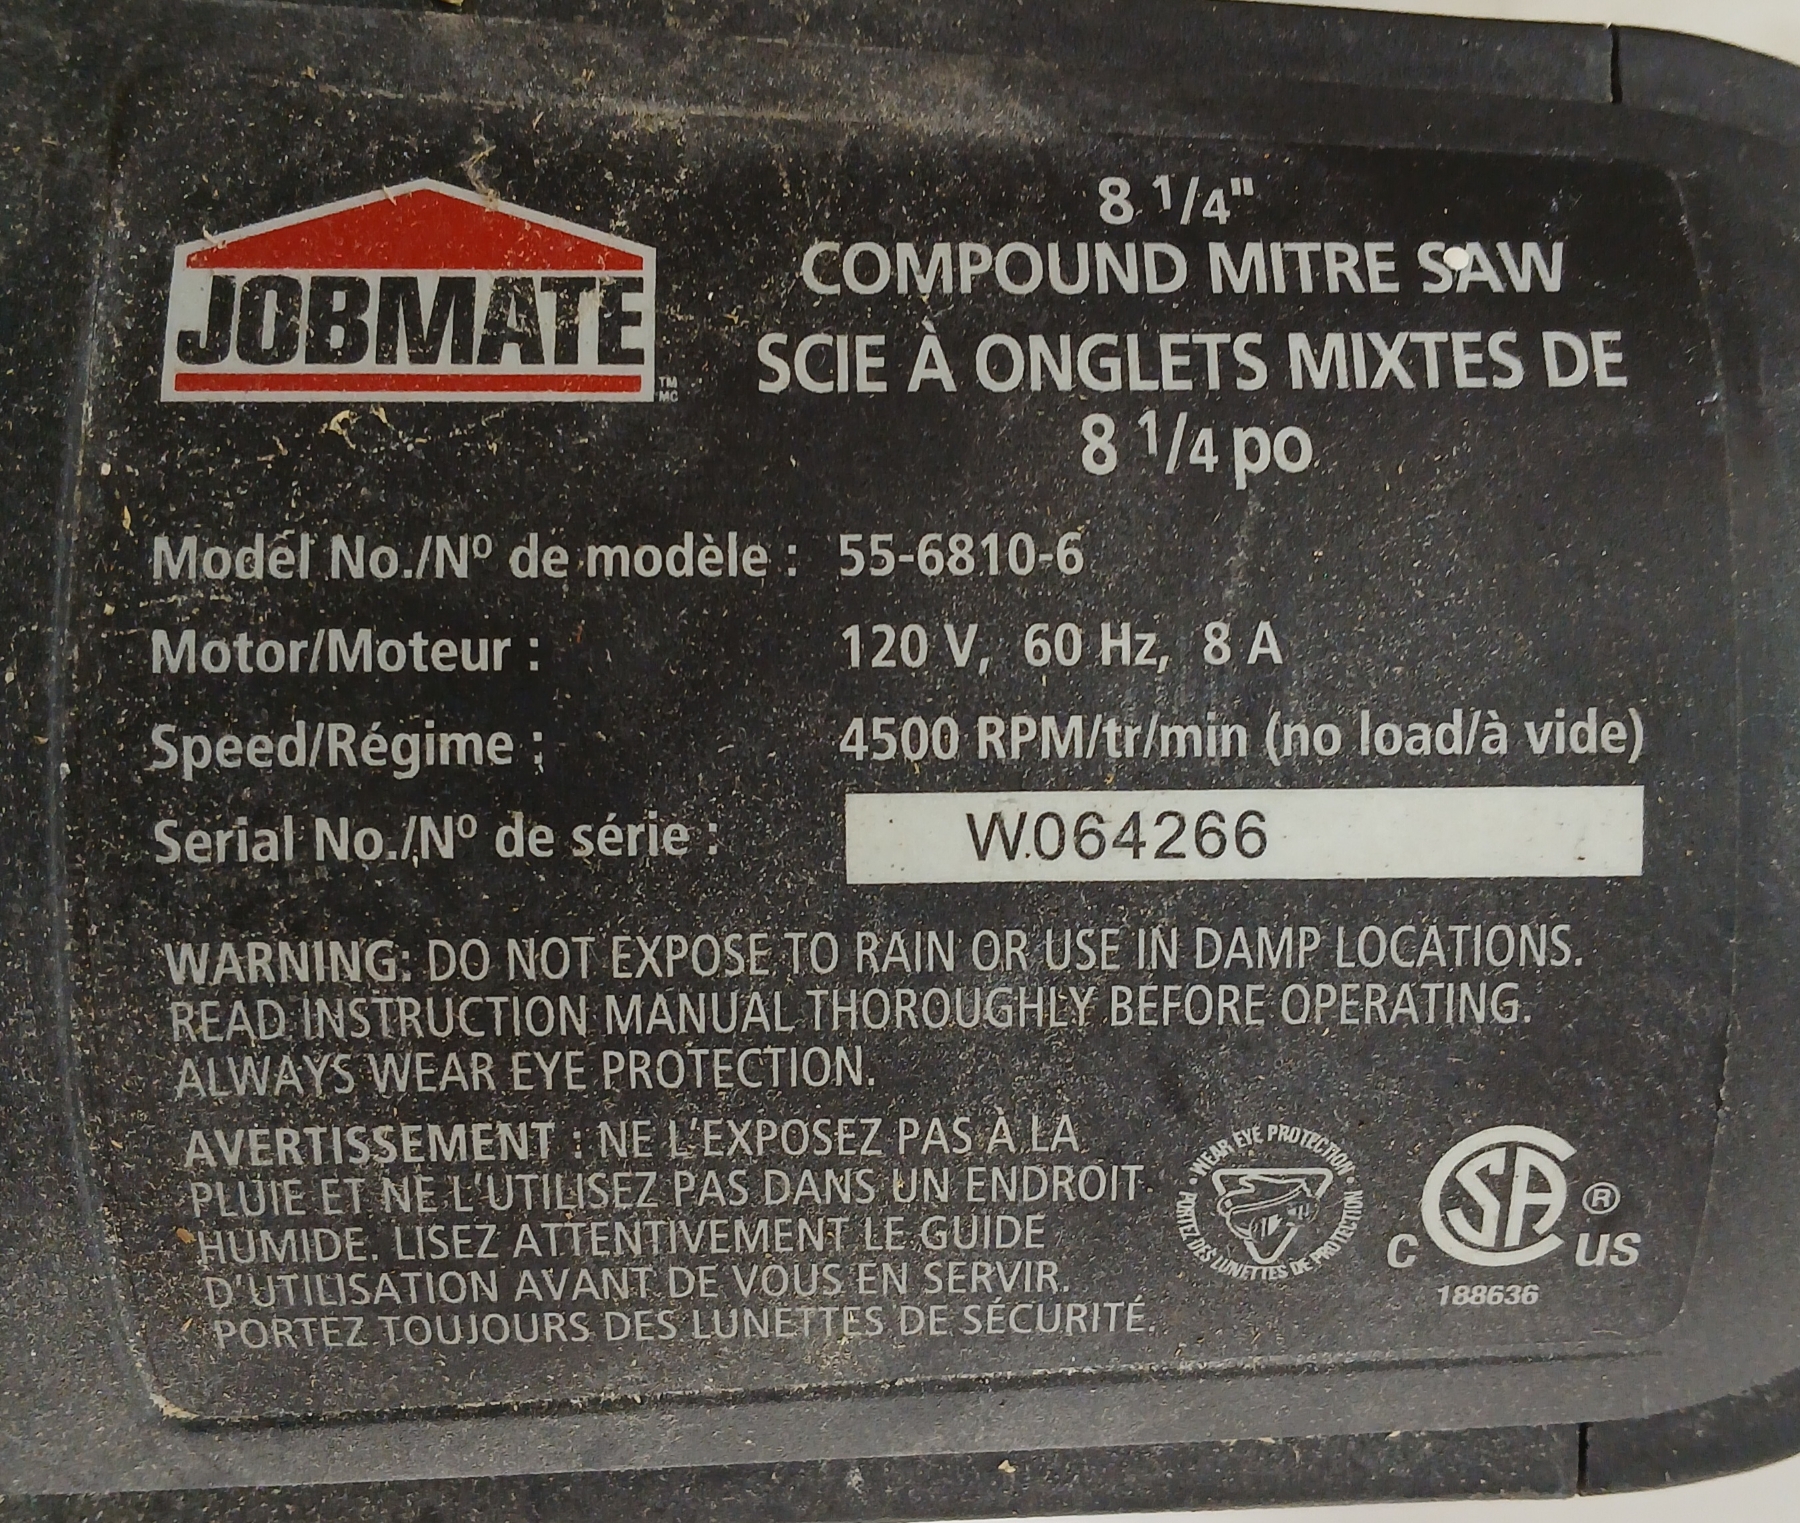 JOBMATE
TM
MC
8 1/4"
COMPOUND MITRE SAW
SCIE À ONGLETS MIXTES DE
8 1/4 po
Model No./Nº de modèle : 55-6810-6
Motor/Moteur : 120 V, 60 Hz, 8 A
Speed/Régime : 4500 RPM/tr/min (no load/à vide)
Serial No./Nº de série : W.064266
WARNING: DO NOT EXPOSE TO RAIN OR USE IN DAMP LOCATIONS.
READ INSTRUCTION MANUAL THOROUGHLY BEFORE OPERATING.
ALWAYS WEAR EYE PROTECTION.
AVERTISSEMENT : NE L'EXPOSEZ PAS À LA
PLUIE ET NE L'UTILISEZ PAS DANS UN ENDROIT
HUMIDE. LISEZ ATTENTIVEMENT LE GUIDE
D'UTILISATION AVANT DE VOUS EN SERVIR.
PORTEZ TOUJOURS DES LUNETTES DE SÉCURITÉ.
• WEAR EYE PROTECTION •
PORTEZ DES LUNETTES DE PROTECTION
C SA ® US
188636